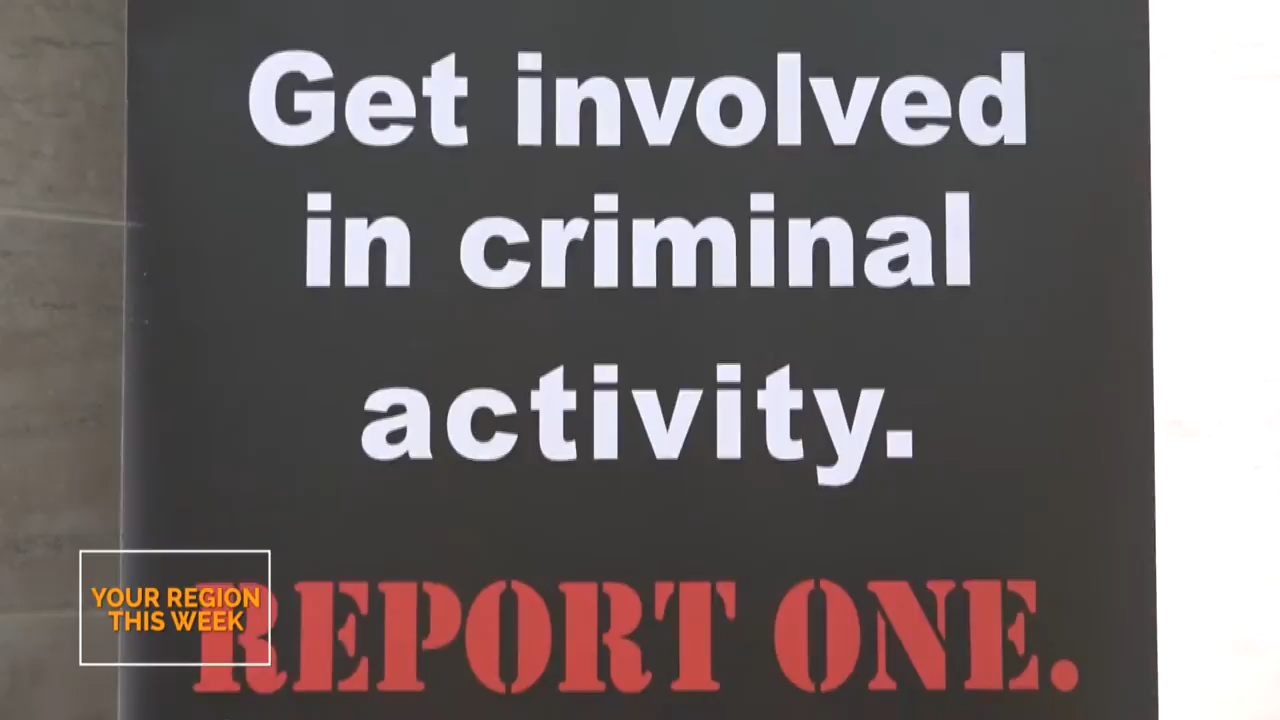 Get involved
in criminal
activity.
REPORT ONE.
YOUR REGION
THIS WEEK